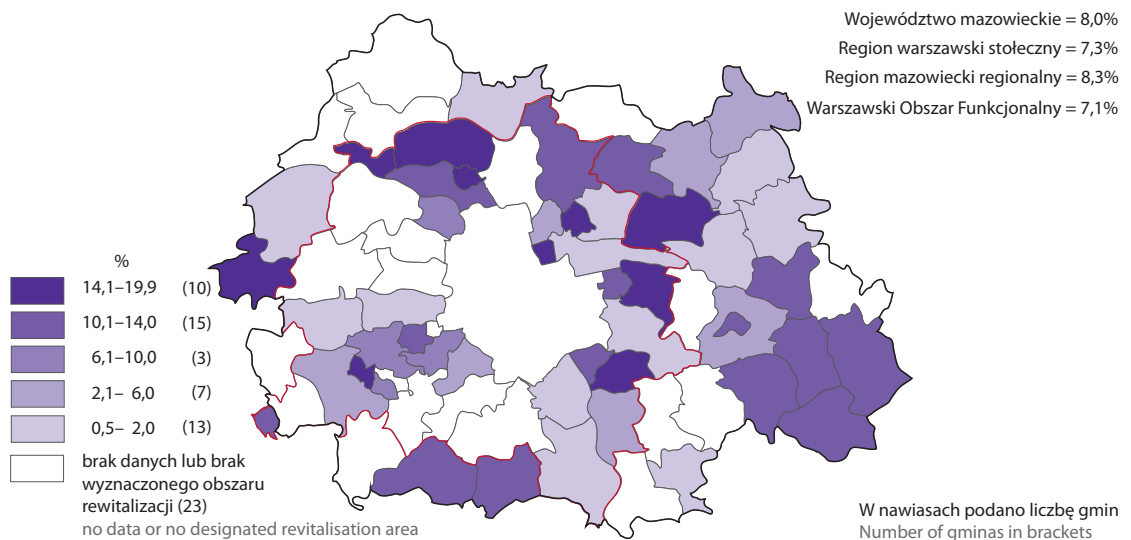 Województwo mazowieckie = 8,0%
Region warszawski stołeczny = 7,3%
Region mazowiecki regionalny = 8,3%
Warszawski Obszar Funkcjonalny = 7,1%
%
14,1–19,9 (10)
10,1–14,0 (15)
6,1–10,0 (3)
2,1– 6,0 (7)
0,5– 2,0 (13)
brak danych lub brak
wyznaczonego obszaru
rewitalizacji (23)
no data or no designated revitalisation area
W nawiasach podano liczbę gmin
Number of gminas in brackets